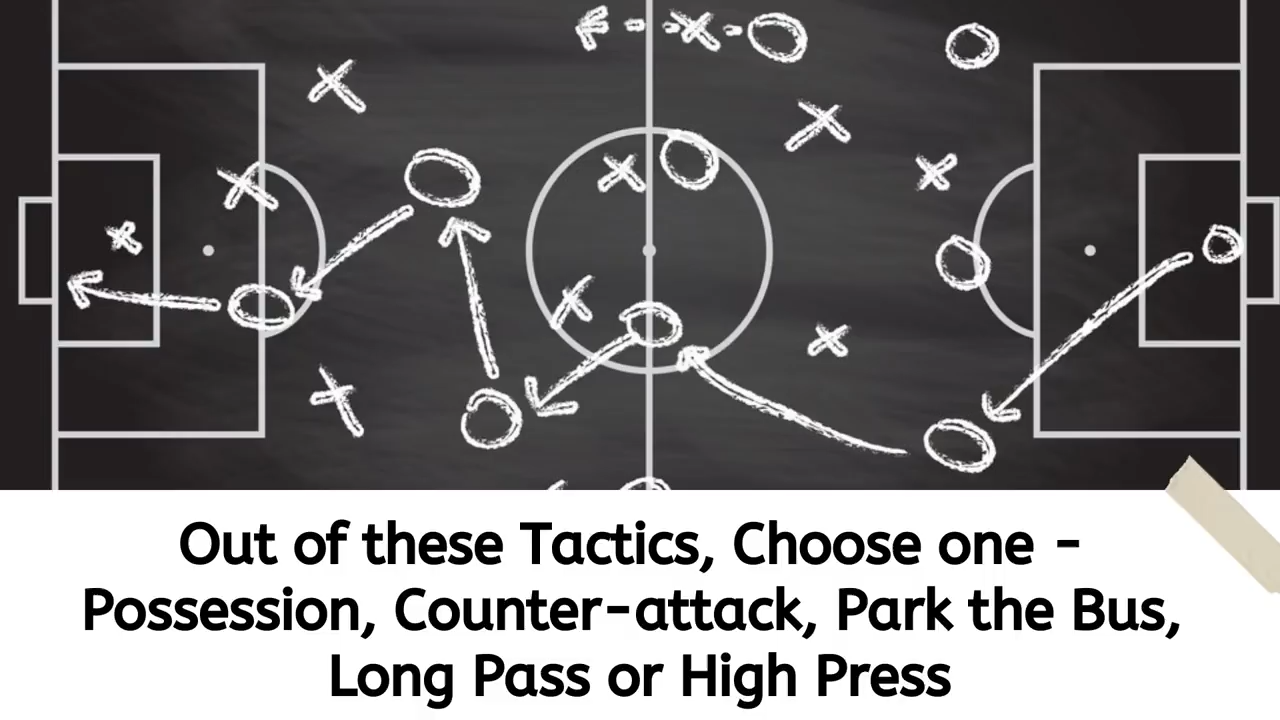 Out of these Tactics, Choose one -
Possession, Counter-attack, Park the Bus,
Long Pass or High Press